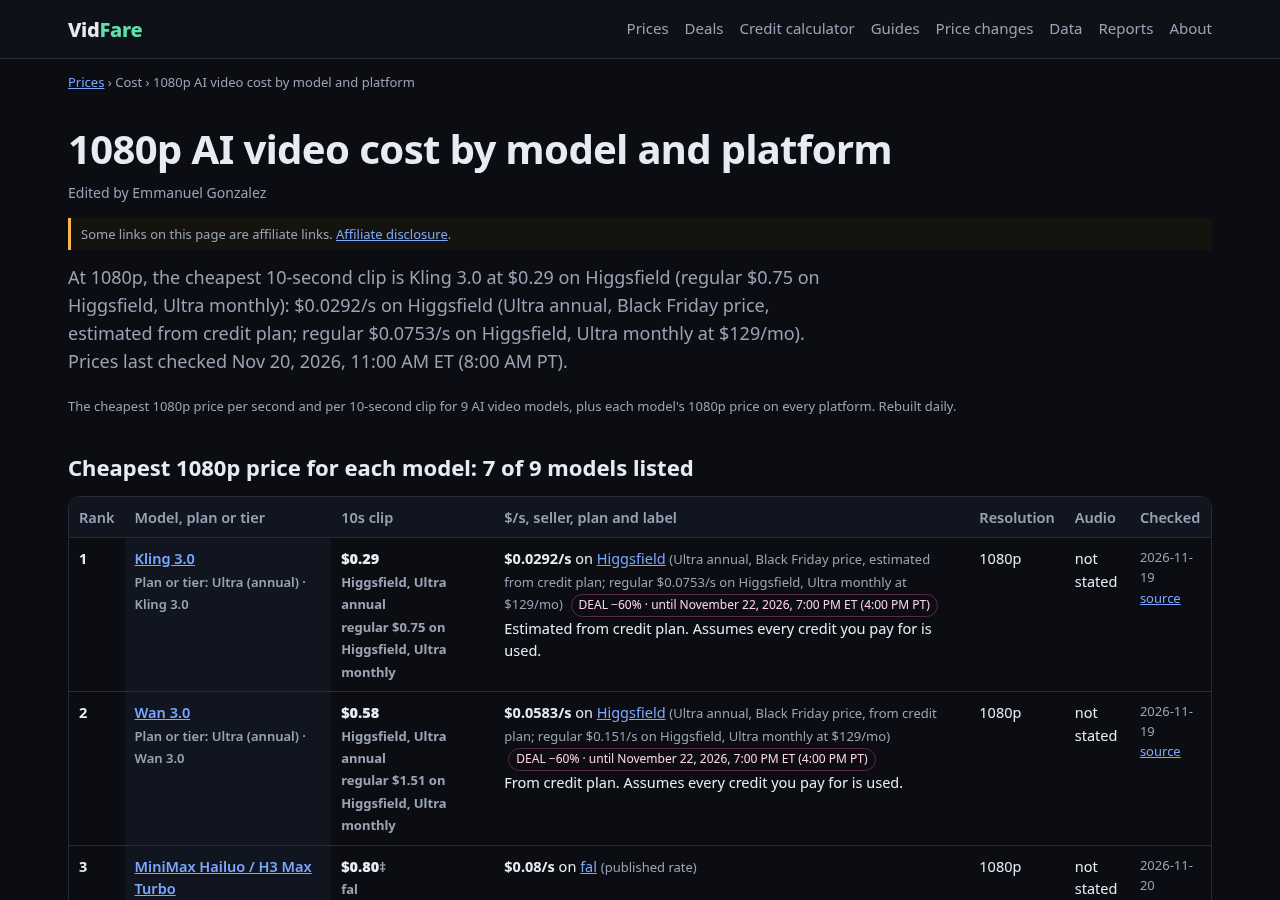 VidFare
Prices Deals Credit calculator Guides Price changes Data Reports About
Prices › Cost › 1080p AI video cost by model and platform
1080p AI video cost by model and platform
Edited by Emmanuel Gonzalez
Some links on this page are affiliate links. Affiliate disclosure.
At 1080p, the cheapest 10-second clip is Kling 3.0 at $0.29 on Higgsfield (regular $0.75 on
Higgsfield, Ultra monthly): $0.0292/s on Higgsfield (Ultra annual, Black Friday price,
estimated from credit plan; regular $0.0753/s on Higgsfield, Ultra monthly at $129/mo).
Prices last checked Nov 20, 2026, 11:00 AM ET (8:00 AM PT).
The cheapest 1080p price per second and per 10-second clip for 9 AI video models, plus each model's 1080p price on every platform. Rebuilt daily.
Cheapest 1080p price for each model: 7 of 9 models listed
Rank Model, plan or tier 10s clip $/s, seller, plan and label Resolution Audio Checked
1
Kling 3.0
Plan or tier: Ultra (annual) ·
Kling 3.0
$0.29
Higgsfield, Ultra
annual
regular $0.75 on
Higgsfield, Ultra
monthly
$0.0292/s on Higgsfield (Ultra annual, Black Friday price, estimated
from credit plan; regular $0.0753/s on Higgsfield, Ultra monthly at
$129/mo) DEAL −60% · until November 22, 2026, 7:00 PM ET (4:00 PM PT)
Estimated from credit plan. Assumes every credit you pay for is
used.
1080p
not
stated
2026-11-
19
source
2
Wan 3.0
Plan or tier: Ultra (annual) ·
Wan 3.0
$0.58
Higgsfield, Ultra
annual
regular $1.51 on
Higgsfield, Ultra
monthly
$0.0583/s on Higgsfield (Ultra annual, Black Friday price, from credit
plan; regular $0.151/s on Higgsfield, Ultra monthly at $129/mo)
DEAL −60% · until November 22, 2026, 7:00 PM ET (4:00 PM PT)
From credit plan. Assumes every credit you pay for is used.
1080p
not
stated
2026-11-
19
source
3
MiniMax Hailuo / H3 Max
Turbo
$0.80‡
fal
$0.08/s on fal (published rate)
1080p
not
stated
2026-11-
20